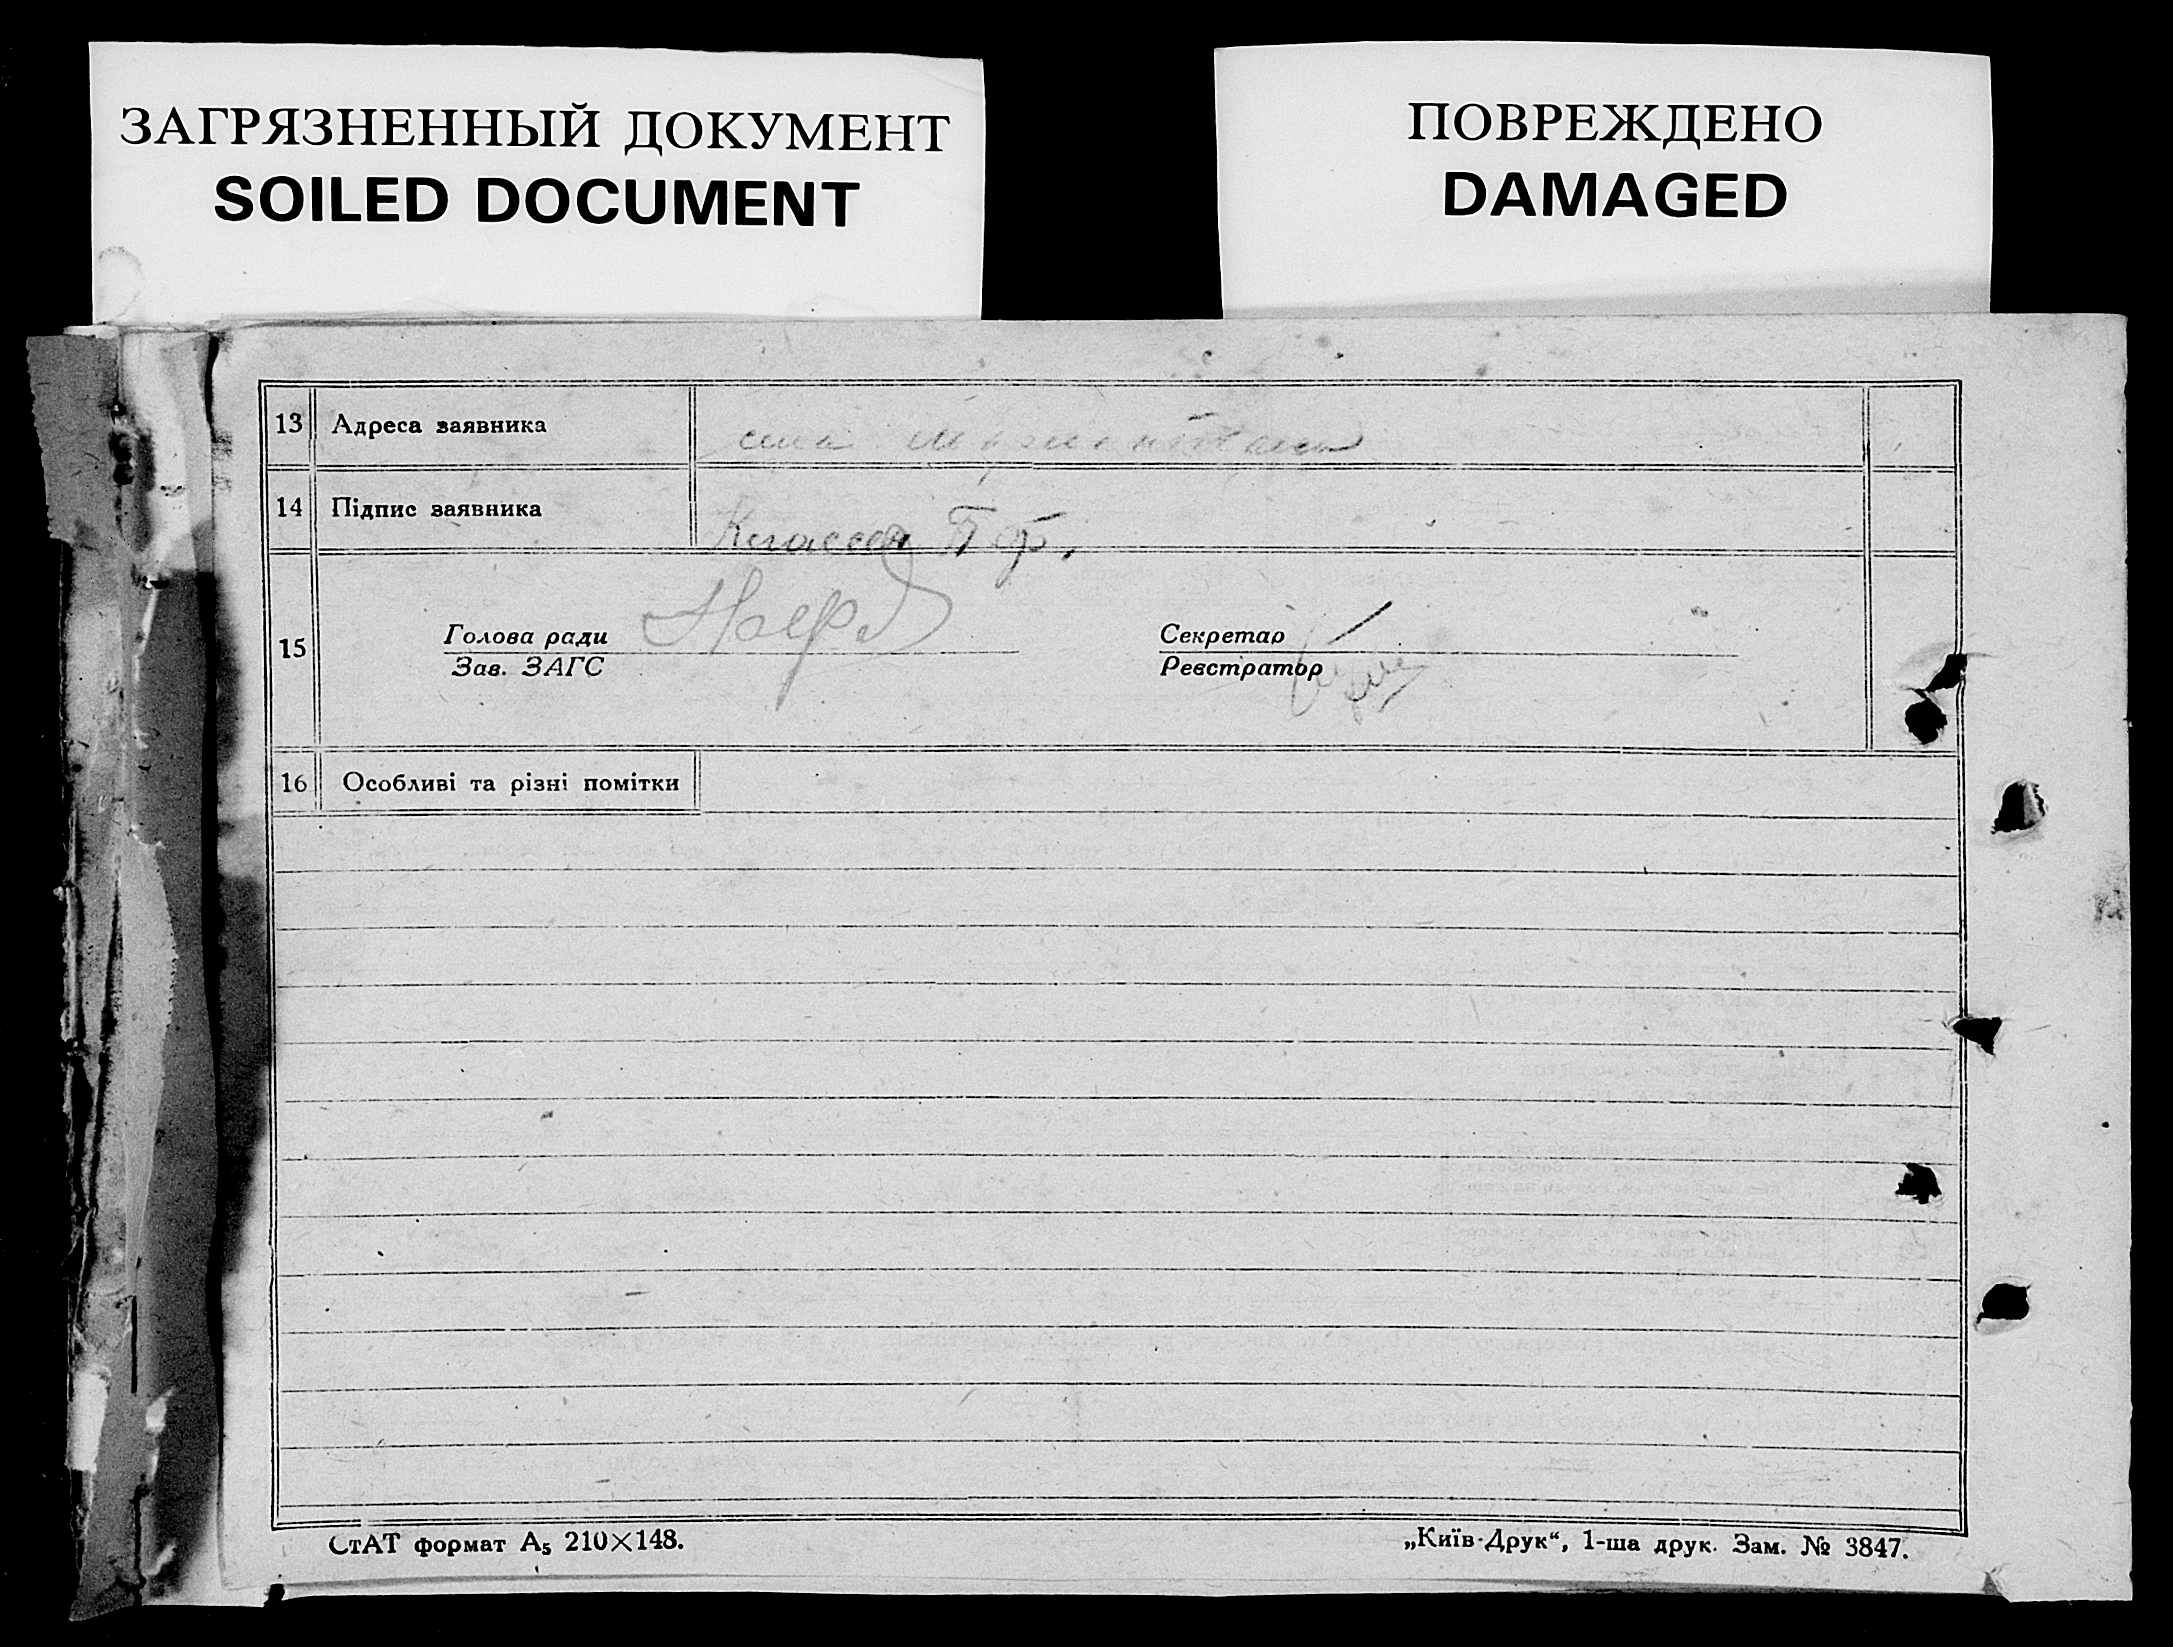 ЗАГРЯЗНЕННЫЙ ДОКУМЕНТ
SOILED DOCUMENT
ПОВРЕЖДЕНО
DAMAGED
13 Адреса заявника
14 Підпис заявника Классен П Ф.
15 Голова ради Секретар
Зав. ЗАГС Реєстратор
16 Особливі та різні помітки
СтАТ формат А₅ 210×148.
„Київ-Друк“, 1-ша друк. Зам. № 3847.